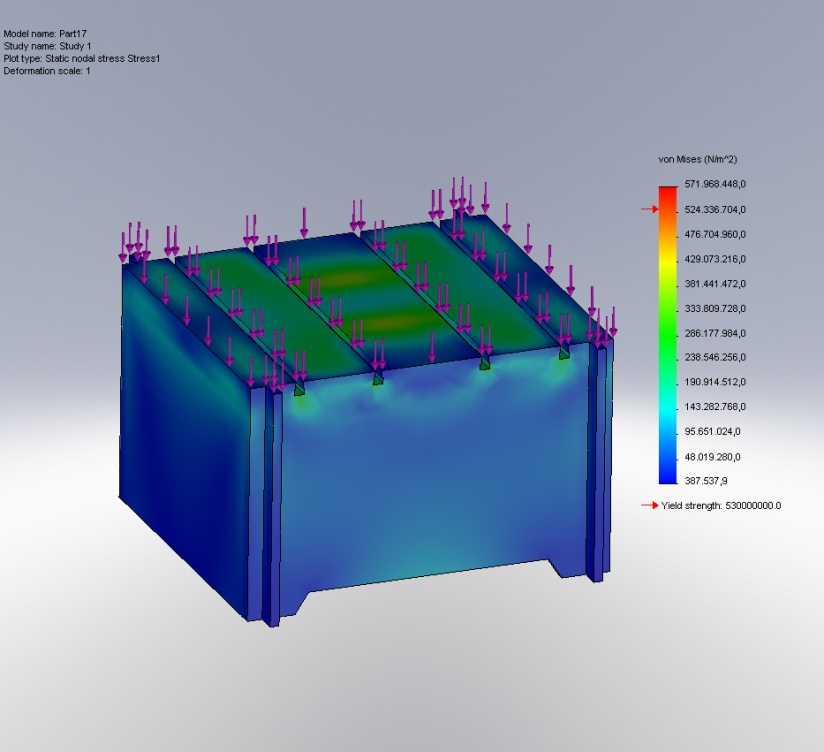 Model name: Part17
Study name: Study 1
Plot type: Static nodal stress Stress1
Deformation scale: 1
von Mises (N/m^2)
571.968.448,0
524.336.704,0
476.704.960,0
429.073.216,0
381.441.472,0
333.809.728,0
286.177.984,0
238.546.256,0
190.914.512,0
143.282.768,0
95.651.024,0
48.019.280,0
387.537,9
Yield strength: 530000000.0